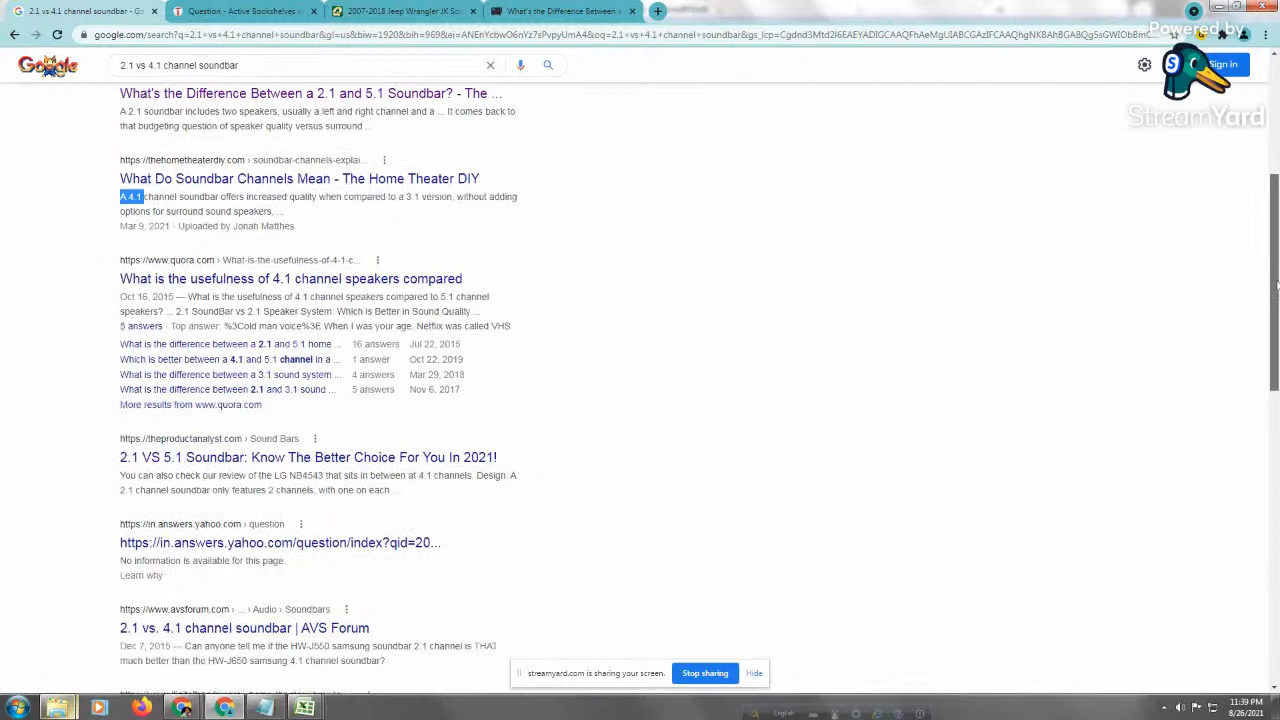 2.1 vs 4.1 channel soundbar - G
Question - Active Bookshelves v
2007-2018 Jeep Wrangler JK So
What's the Difference Between
Powered by
google.com/search?q=2.1+vs+4.1+channel+soundbar&gl=us&biw=1920&bih=969&
Google
2.1 vs 4.1 channel soundbar
Sign in
StreamYard
What's the Difference Between a 2.1 and 5.1 Soundbar? - The ...
A 2.1 soundbar includes two speakers, usually a left and right channel and a ... It comes back to
that budgeting question of speaker quality versus surround ...
https://thehometheaterdiy.com › soundbar-channels-explai...
What Do Soundbar Channels Mean - The Home Theater DIY
A 4.1 channel soundbar offers increased quality when compared to a 3.1 version, without adding
options for surround sound speakers, ...
Mar 9, 2021 · Uploaded by Jonah Matthes
https://www.quora.com › What-is-the-usefulness-of-4-1-c...
What is the usefulness of 4.1 channel speakers compared
Oct 16, 2015 — What is the usefulness of 4.1 channel speakers compared to 5.1 channel
speakers? ... 2.1 SoundBar vs 2.1 Speaker System: Which is Better in Sound Quality ...
5 answers · Top answer: %3Cold man voice%3E When I was your age, Netflix was called VHS
What is the difference between a 2.1 and 5.1 home ... 16 answers Jul 22, 2015
Which is better between a 4.1 and 5.1 channel in a ... 1 answer Oct 22, 2019
What is the difference between a 3.1 sound system ... 4 answers Mar 29, 2018
What is the difference between 2.1 and 3.1 sound ... 5 answers Nov 6, 2017
More results from www.quora.com
https://theproductanalyst.com › Sound Bars
2.1 VS 5.1 Soundbar: Know The Better Choice For You In 2021!
You can also check our review of the LG NB4543 that sits in between at 4.1 channels. Design. A
2.1 channel soundbar only features 2 channels, with one on each ...
https://in.answers.yahoo.com › question
https://in.answers.yahoo.com/question/index?qid=20...
No information is available for this page.
Learn why
https://www.avsforum.com › ... › Audio › Soundbars
2.1 vs. 4.1 channel soundbar | AVS Forum
Dec 7, 2015 — Can anyone tell me if the HW-J550 samsung soundbar 2.1 channel is THAT
much better than the HW-J650 samsung 4.1 channel soundbar?
streamyard.com is sharing your screen.
Stop sharing
Hide
English
11:39 PM
8/26/2021